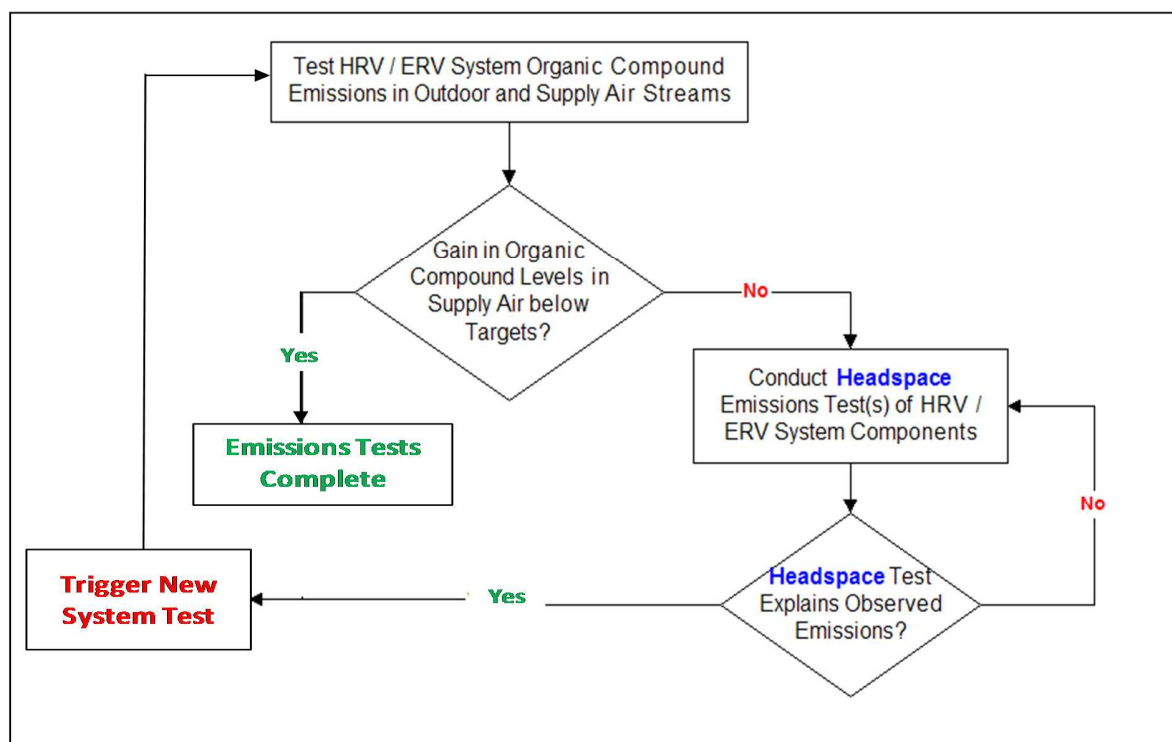 Test HRV / ERV System Organic Compound
Emissions in Outdoor and Supply Air Streams
Gain in Organic
Compound Levels in
Supply Air below
Targets?
No
Yes
Conduct Headspace
Emissions Test(s) of HRV /
ERV System Components
Emissions Tests
Complete
No
Headspace Test
Explains Observed
Emissions?
Yes
Trigger New
System Test